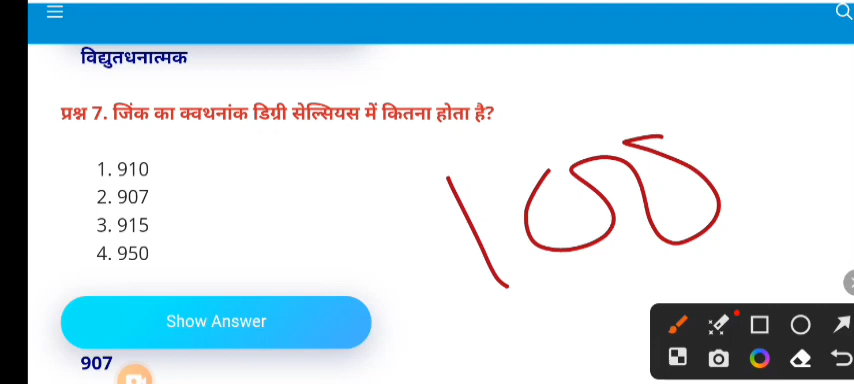 विद्युतधनात्मक
प्रश्न 7. जिंक का क्वथनांक डिग्री सेल्सियस में कितना होता है?
1. 910
2. 907
3. 915
4. 950
100
Show Answer
907